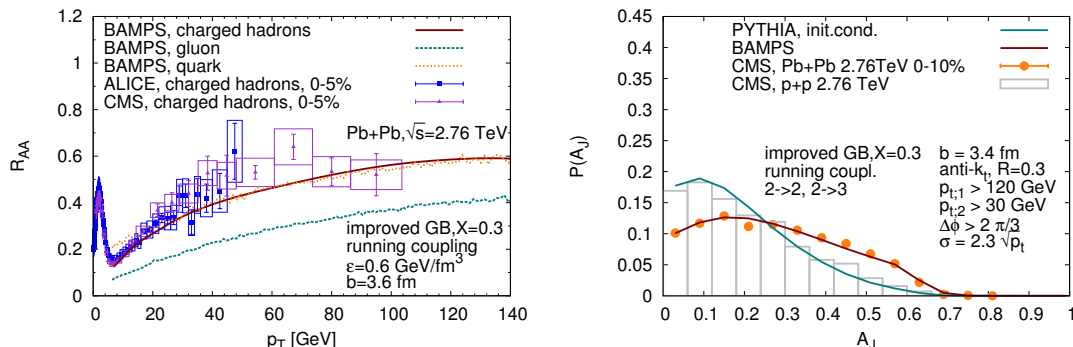 BAMPS, charged hadrons
BAMPS, gluon
BAMPS, quark
ALICE, charged hadrons, 0-5%
CMS, charged hadrons, 0-5%
Pb+Pb,√s=2.76 TeV
improved GB,X=0.3
running coupling
ε=0.6 GeV/fm³
b=3.6 fm
R_AA
1.2
1
0.8
0.6
0.4
0.2
0
0 20 40 60 80 100 120 140
p_T [GeV]
PYTHIA, init.cond.
BAMPS
CMS, Pb+Pb 2.76TeV 0-10%
CMS, p+p 2.76 TeV
improved GB,X=0.3
running coupl.
2->2, 2->3
b = 3.4 fm
anti-k_t, R=0.3
p_t;1 > 120 GeV
p_t;2 > 30 GeV
Δϕ > 2 π/3
σ = 2.3 √p_t
P(A_J)
0.45
0.4
0.35
0.3
0.25
0.2
0.15
0.1
0.05
0
0 0.1 0.2 0.3 0.4 0.5 0.6 0.7 0.8 0.9 1
A_J